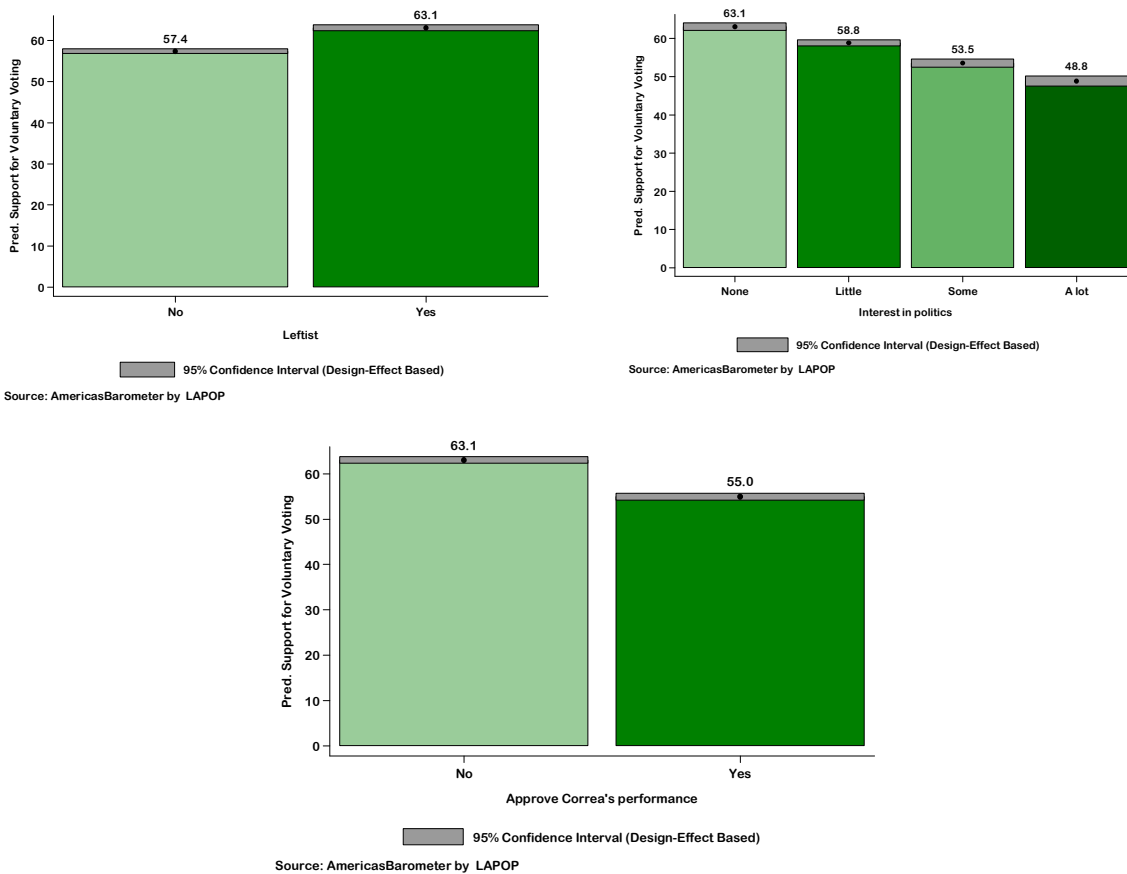 57.4
63.1
60
50
40
30
20
10
0
Pred. Support for Voluntary Voting
No
Yes
Leftist
95% Confidence Interval (Design-Effect Based)
Source: AmericasBarometer by LAPOP
63.1
58.8
53.5
48.8
60
50
40
30
20
10
0
Pred. Support for Voluntary Voting
None
Little
Some
A lot
Interest in politics
95% Confidence Interval (Design-Effect Based)
Source: AmericasBarometer by LAPOP
63.1
55.0
60
50
40
30
20
10
0
Pred. Support for Voluntary Voting
No
Yes
Approve Correa's performance
95% Confidence Interval (Design-Effect Based)
Source: AmericasBarometer by LAPOP